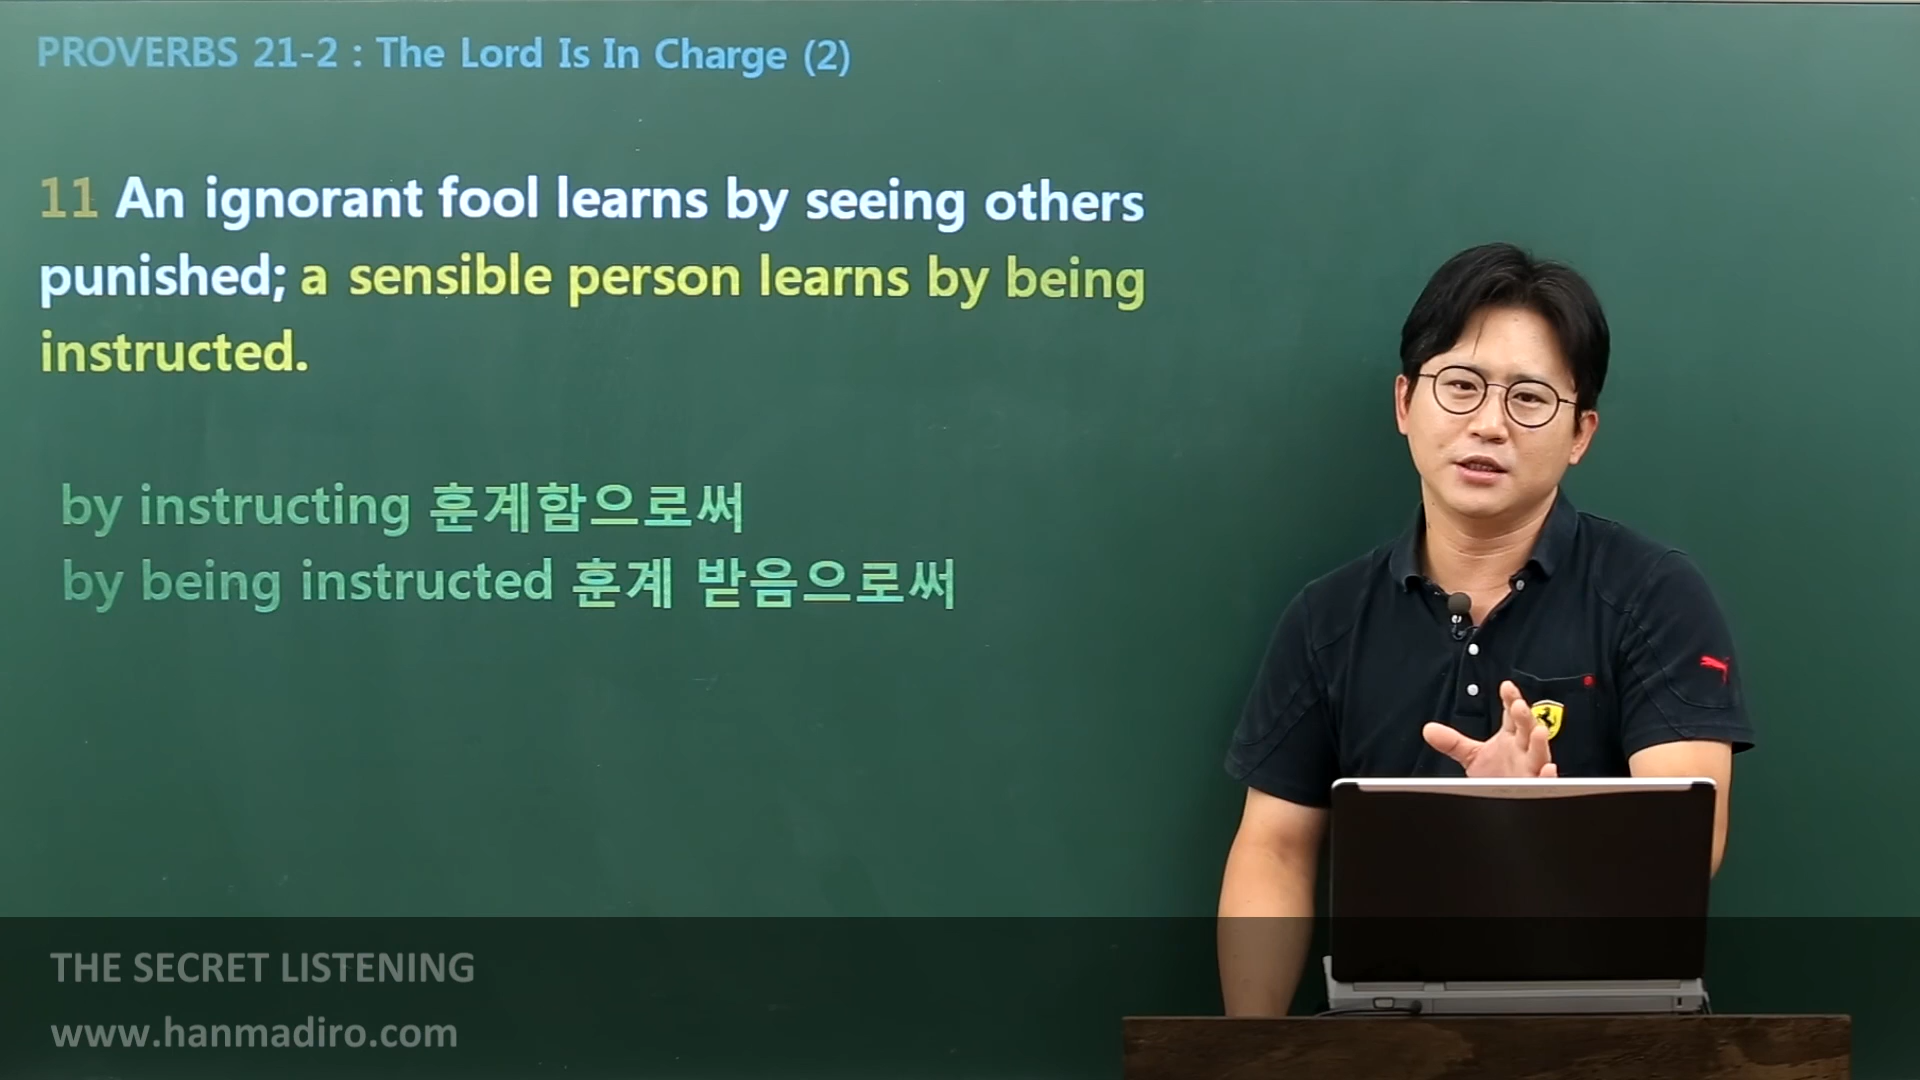 PROVERBS 21-2 : The Lord Is In Charge (2)
11 An ignorant fool learns by seeing others
punished; a sensible person learns by being
instructed.
by instructing 훈계함으로써
by being instructed 훈계 받음으로써
THE SECRET LISTENING
www.hanmadiro.com